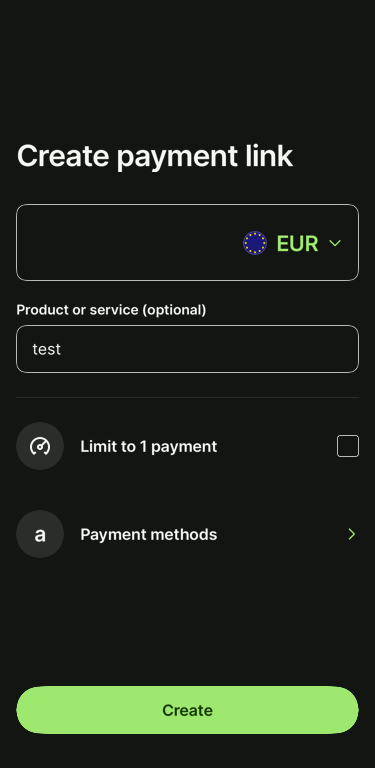 Create payment link
EUR
Product or service (optional)
test
Limit to 1 payment
a
Payment methods
Create